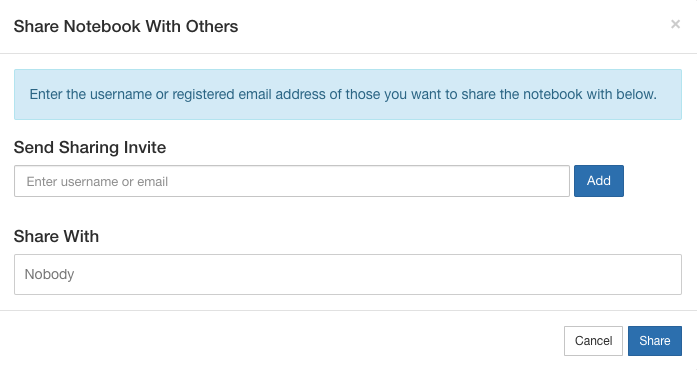 Share Notebook With Others
×
Enter the username or registered email address of those you want to share the notebook with below.
Send Sharing Invite
Enter username or email
Add
Share With
Nobody
Cancel
Share